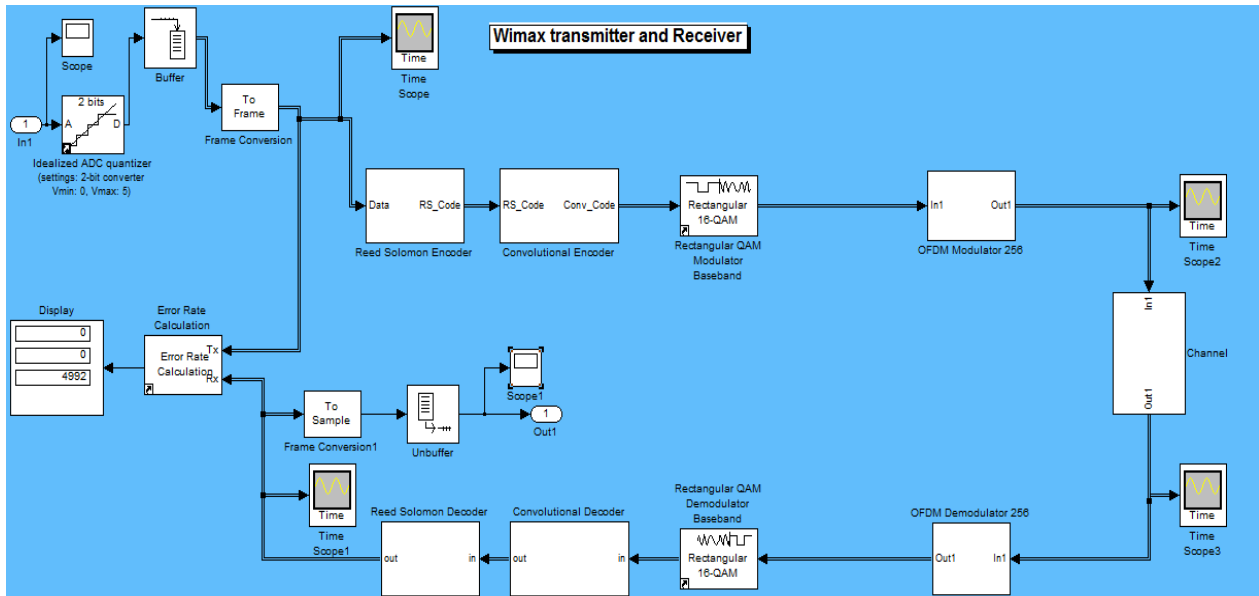 Wimax transmitter and Receiver
Scope
Buffer
Time
Time
Scope
1
In1
2 bits
A
D
Idealized ADC quantizer
(settings: 2-bit converter
Vmin: 0, Vmax: 5)
To
Frame
Frame Conversion
Data
RS_Code
Reed Solomon Encoder
RS_Code
Conv_Code
Convolutional Encoder
Rectangular
16-QAM
Rectangular QAM
Modulator
Baseband
In1
Out1
OFDM Modulator 256
Time
Time
Scope2
In1
Out1
Channel
Display
0
0
4992
Error Rate
Calculation
Error Rate
Calculation
Tx
Rx
To
Sample
Frame Conversion1
Unbuffer
Scope1
1
Out1
Time
Time
Scope1
Reed Solomon Decoder
out
in
Convolutional Decoder
out
in
Rectangular QAM
Demodulator
Baseband
Rectangular
16-QAM
OFDM Demodulator 256
Out1
In1
Time
Time
Scope3